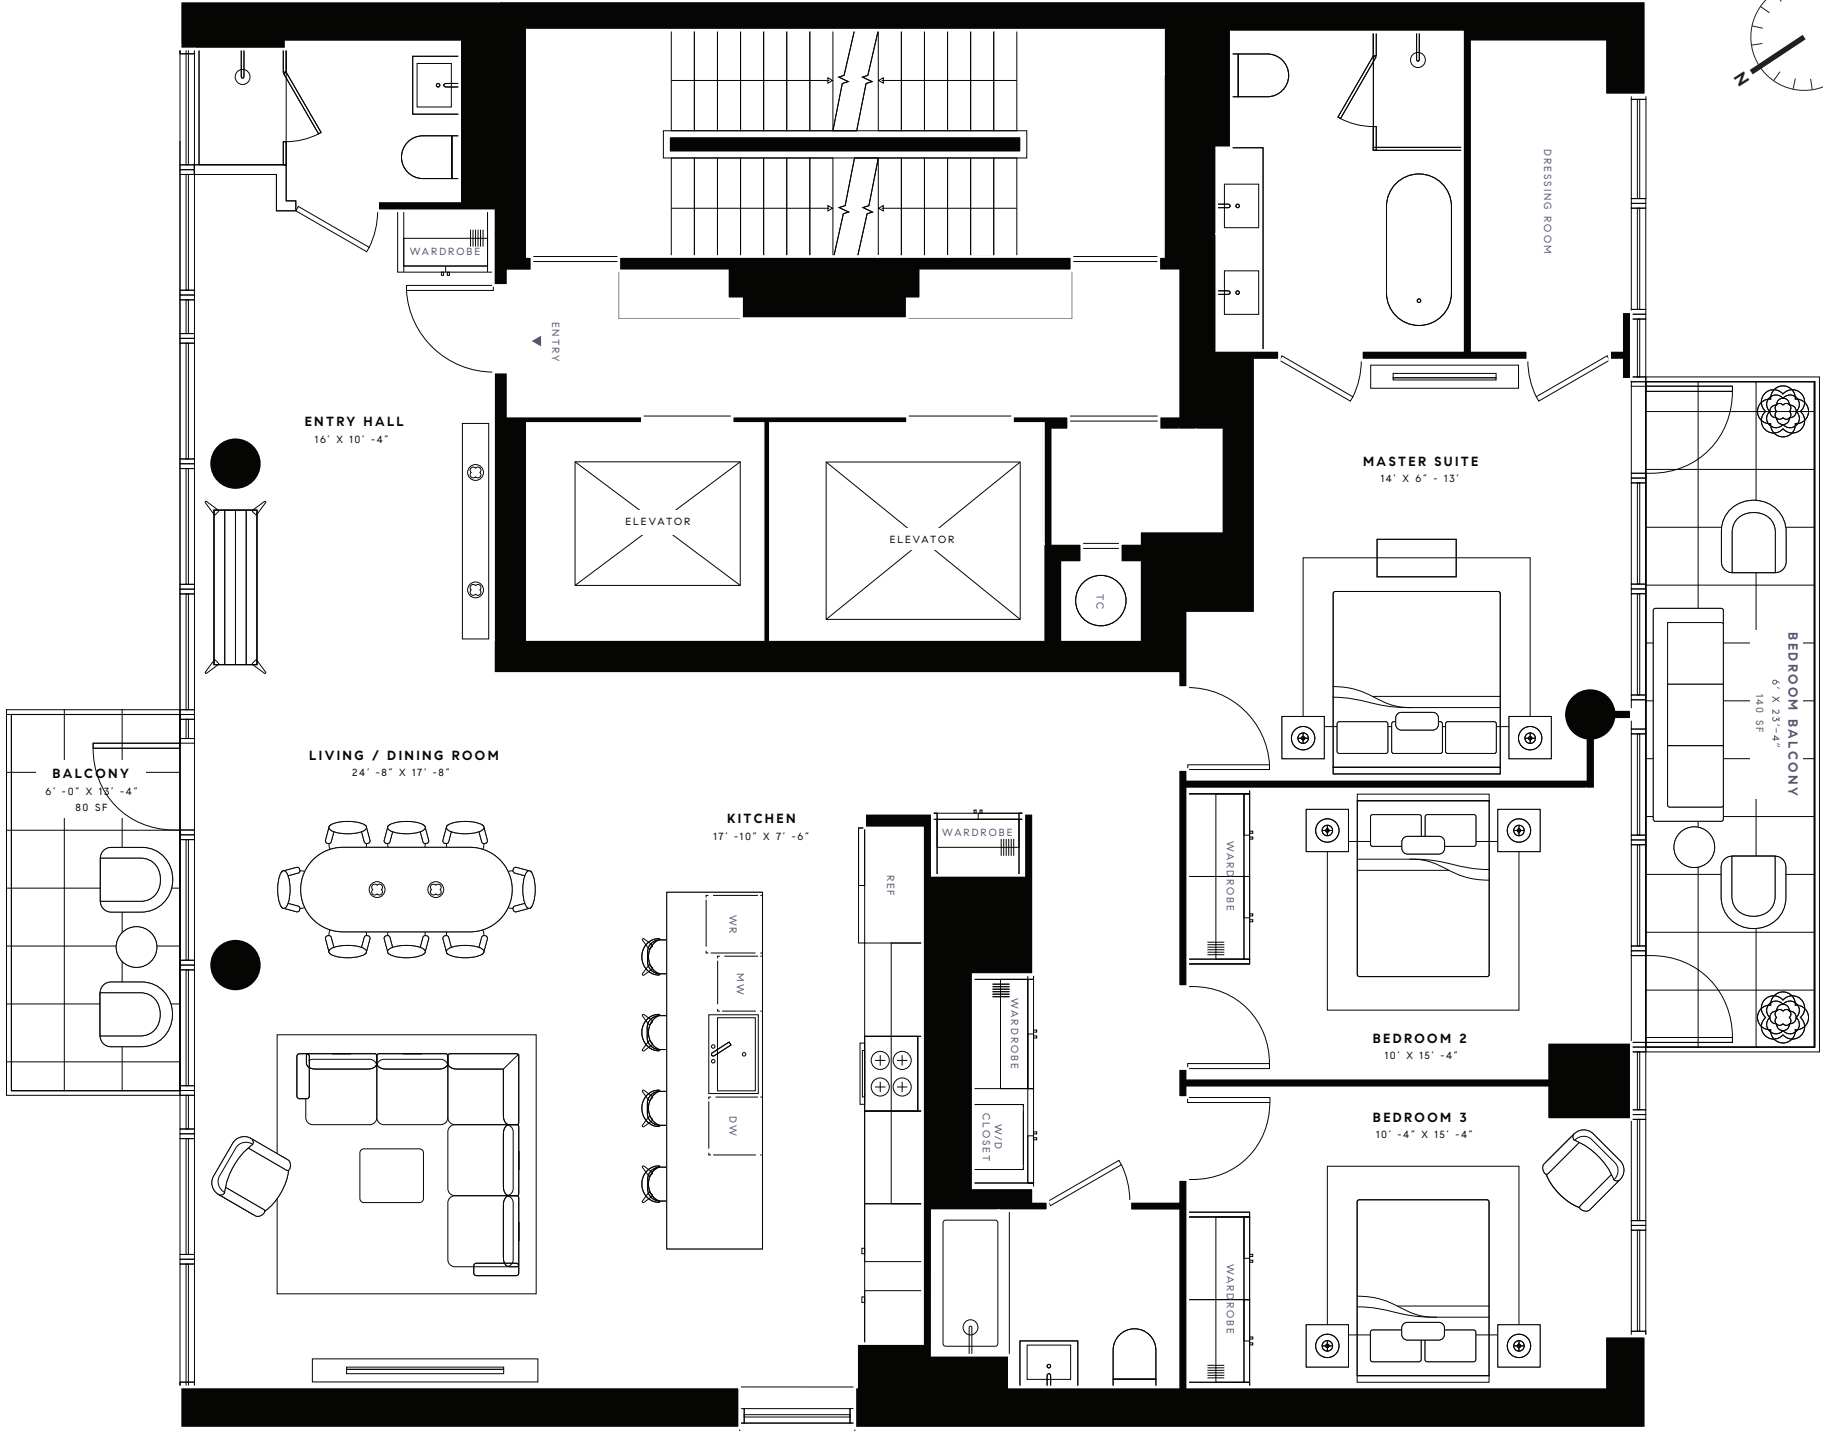 N
DRESSING ROOM
WARDROBE
ENTRY
ENTRY HALL
16' X 10' -4"
MASTER SUITE
14' X 6" - 13'
ELEVATOR
ELEVATOR
TC
BEDROOM BALCONY
6' X 23'-4"
140 SF
LIVING / DINING ROOM
24' -8" X 17' -8"
BALCONY
6' -0" X 13' -4"
80 SF
KITCHEN
17' -10" X 7' -6"
WARDROBE
WARDROBE
REF
WR
MW
WARDROBE
BEDROOM 2
10' X 15' -4"
DW
W/D
CLOSET
BEDROOM 3
10' -4" X 15' -4"
WARDROBE